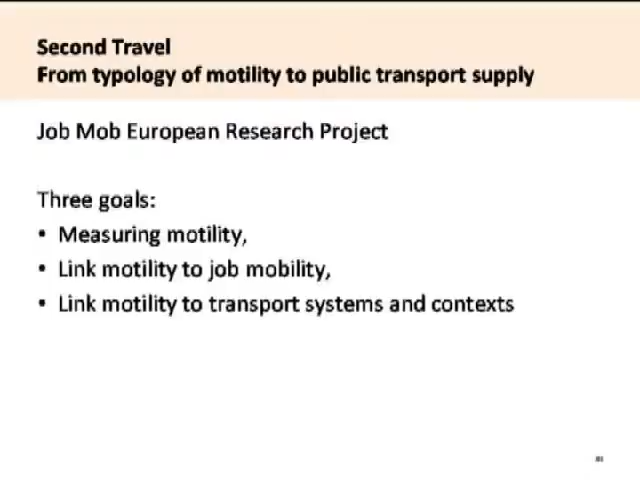 Second Travel
From typology of motility to public transport supply
Job Mob European Research Project
Three goals:
• Measuring motility,
• Link motility to job mobility,
• Link motility to transport systems and contexts